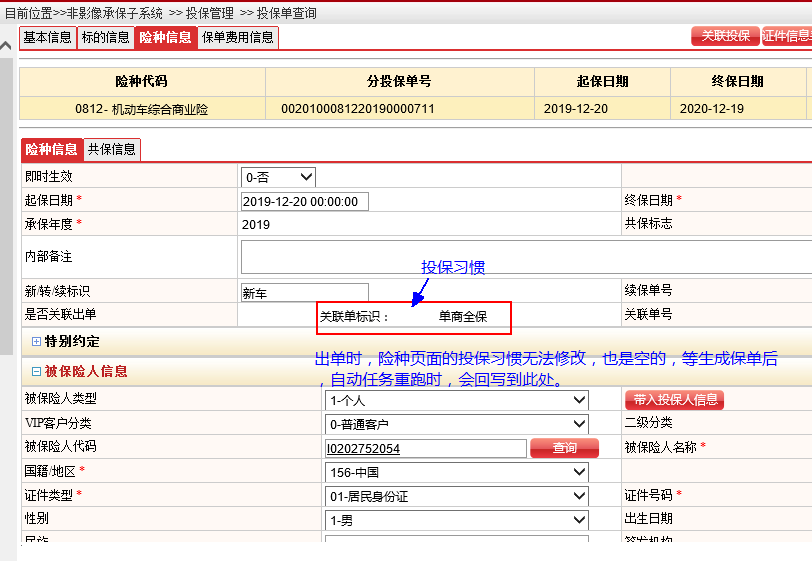 目前位置>>非影像承保子系统 >> 投保管理 >> 投保单查询
基本信息 标的信息 险种信息 保单费用信息 关联投保 证件信息
险种代码 分投保单号 起保日期 终保日期
0812- 机动车综合商业险 0020100081220190000711 2019-12-20 2020-12-19
险种信息 共保信息
即时生效 0-否
起保日期 * 2019-12-20 00:00:00 终保日期 *
承保年度 * 2019 共保标志
内部备注
投保习惯
新/转/续标识 新车 续保单号
是否关联出单 关联单标识： 单商全保 关联单号
特别约定
出单时，险种页面的投保习惯无法修改，也是空的，等生成保单后
，自动任务重跑时，会回写到此处。
被保险人信息
被保险人类型 1-个人 带入投保人信息
VIP客户分类 0-普通客户 二级分类
被保险人代码 I0202752054 查询 被保险人名称 *
国籍/地区 * 156-中国
证件类型 * 01-居民身份证 证件号码 *
性别 1-男 出生日期